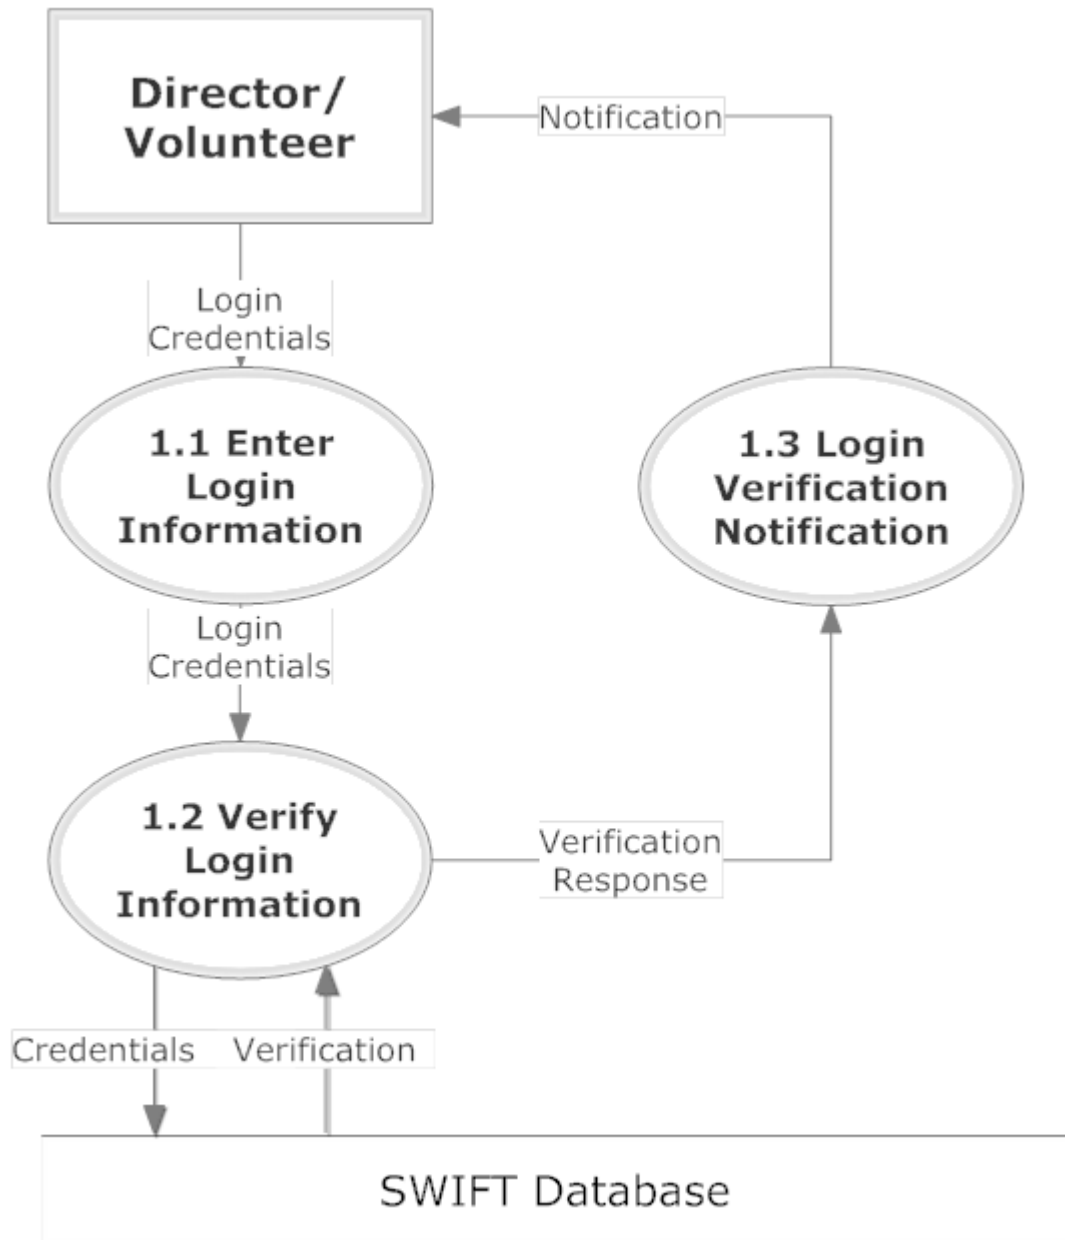 Director/
Volunteer
Notification
Login
Credentials
1.1 Enter
Login
Information
1.3 Login
Verification
Notification
Login
Credentials
1.2 Verify
Login
Information
Verification
Response
Credentials
Verification
SWIFT Database